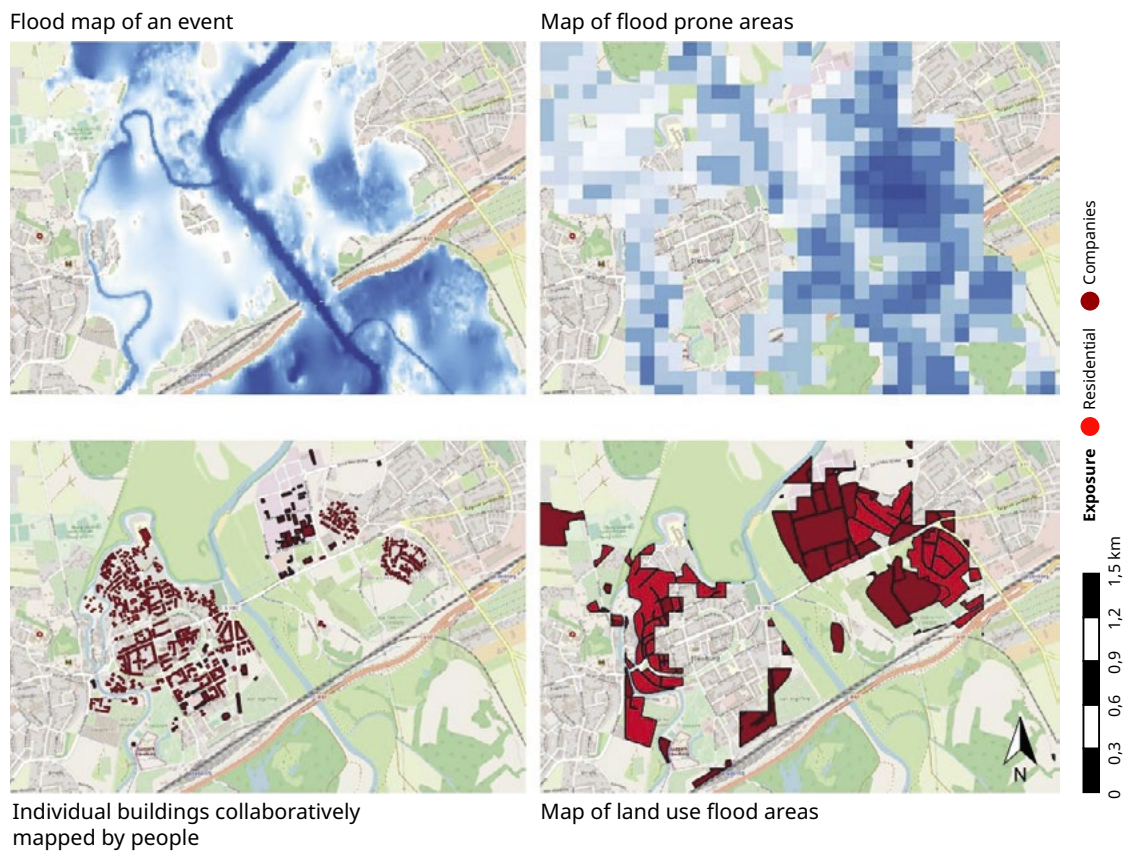 Flood map of an event
Map of flood prone areas
Companies
Residential
Exposure
1,5 km
1,2
0,9
0,6
0,3
0
N
Individual buildings collaboratively
mapped by people
Map of land use flood areas